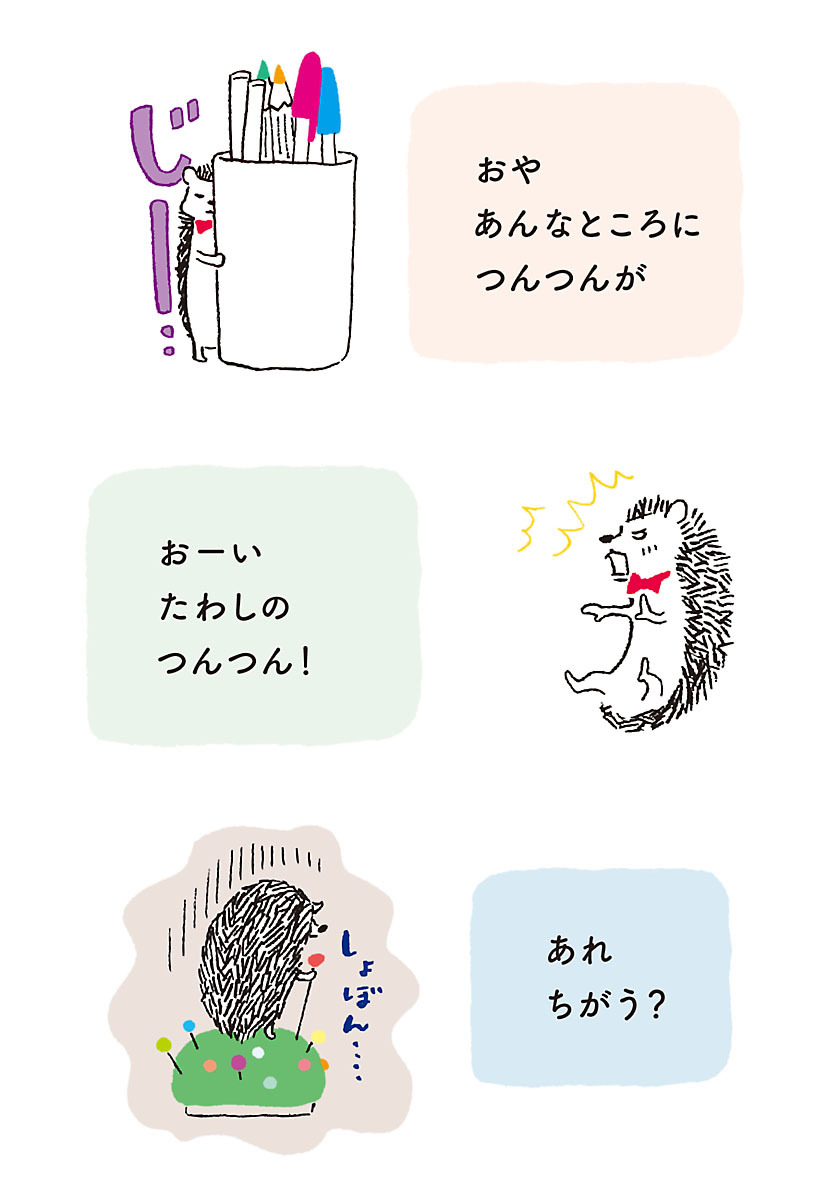 じー…
おや
あんなところに
つんつんが
おーい
たわしの
つんつん！
しょぼん‥‥
あれ
ちがう？